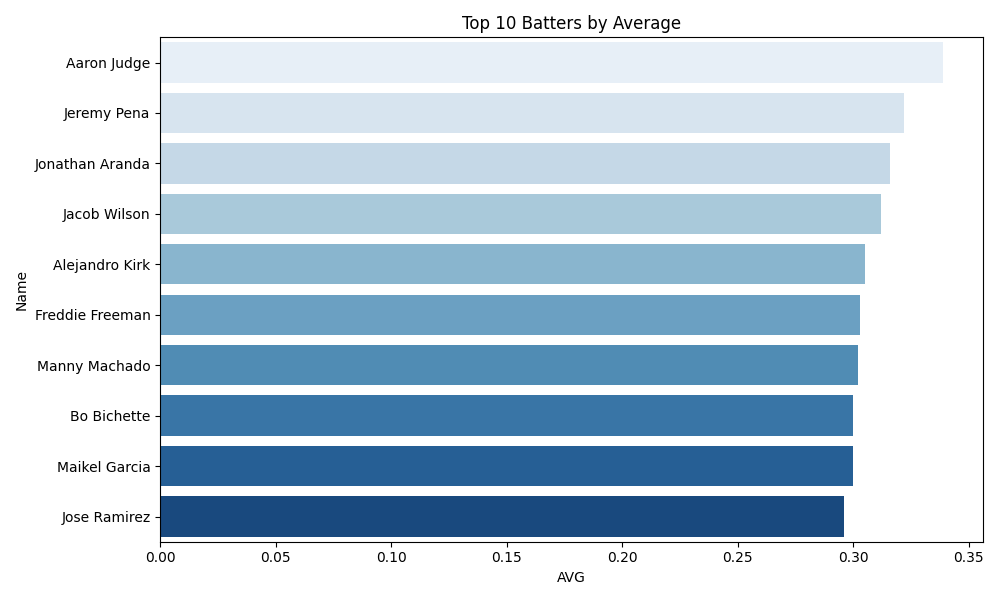 Top 10 Batters by Average
Name
Aaron Judge
Jeremy Pena
Jonathan Aranda
Jacob Wilson
Alejandro Kirk
Freddie Freeman
Manny Machado
Bo Bichette
Maikel Garcia
Jose Ramirez
0.00 0.05 0.10 0.15 0.20 0.25 0.30 0.35
AVG